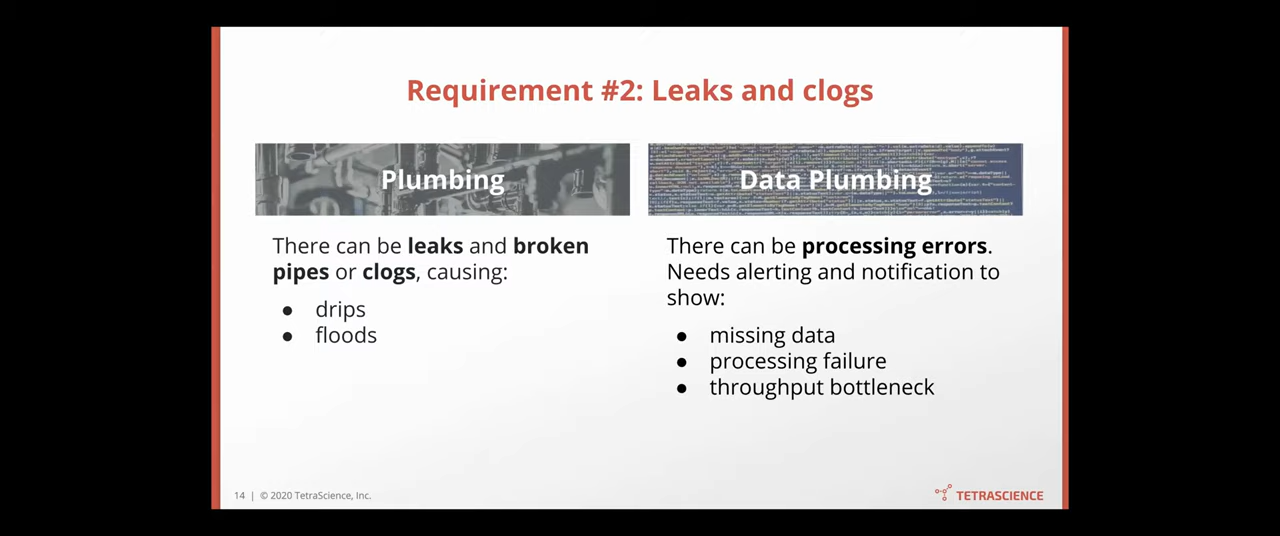 Requirement #2: Leaks and clogs
Plumbing
There can be leaks and broken
pipes or clogs, causing:
● drips
● floods
Data Plumbing
There can be processing errors.
Needs alerting and notification to
show:
● missing data
● processing failure
● throughput bottleneck
14 | © 2020 TetraScience, Inc.
TETRASCIENCE